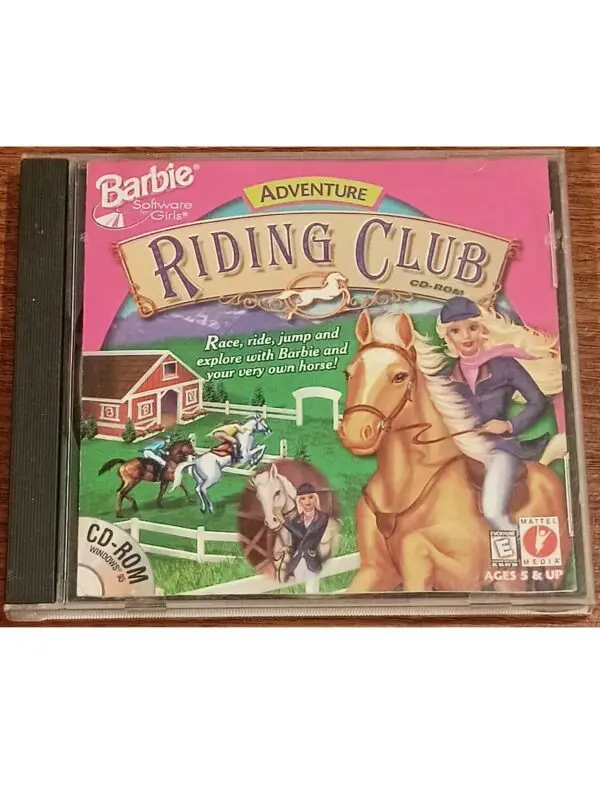 Barbie®
Software
for Girls®
ADVENTURE
RIDING CLUB
CD-ROM
Race, ride, jump and
explore with Barbie and
your very own horse!
CD-ROM
WINDOWS® 95
EVERYONE
E
ESRB
MATTEL
MEDIA
AGES 5 & UP